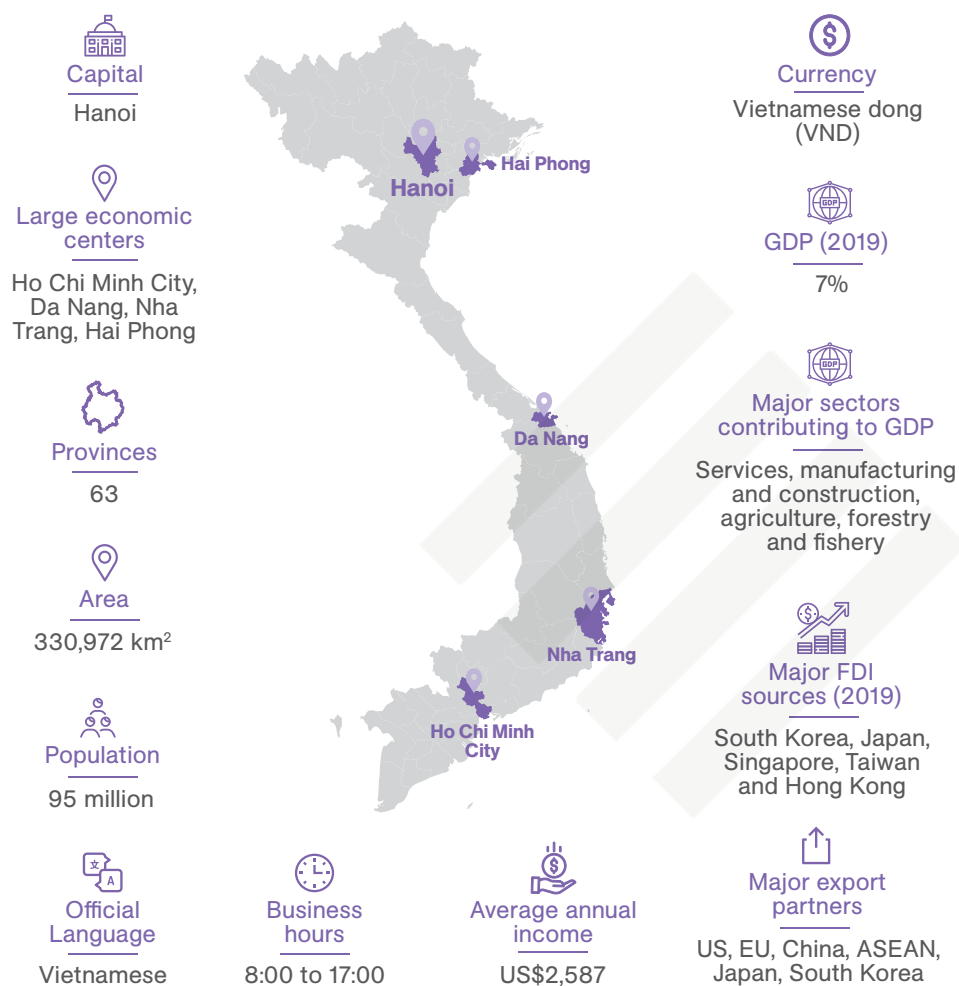 Capital
Hanoi
Large economic
centers
Ho Chi Minh City,
Da Nang, Nha
Trang, Hai Phong
Provinces
63
Area
330,972 km²
Population
95 million
Official
Language
Vietnamese
Business
hours
8:00 to 17:00
Average annual
income
US$2,587
Hanoi
Hai Phong
Da Nang
Nha Trang
Ho Chi Minh
City
$
Currency
Vietnamese dong
(VND)
GDP
GDP (2019)
7%
GDP
Major sectors
contributing to GDP
Services, manufacturing
and construction,
agriculture, forestry
and fishery
$
Major FDI
sources (2019)
South Korea, Japan,
Singapore, Taiwan
and Hong Kong
Major export
partners
US, EU, China, ASEAN,
Japan, South Korea
文
A
$